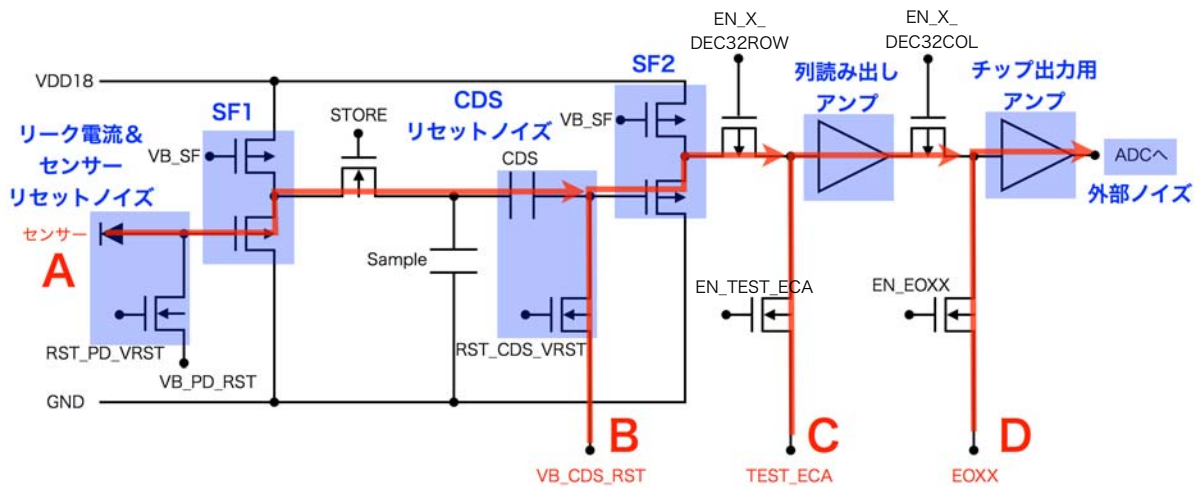 EN_X_
DEC32ROW
EN_X_
DEC32COL
VDD18
SF1
STORE
CDS
リセットノイズ
SF2
列読み出し
アンプ
チップ出力用
アンプ
リーク電流&
センサー
リセットノイズ
VB_SF
CDS
VB_SF
ADCへ
外部ノイズ
センサー
A
Sample
EN_TEST_ECA
EN_EOXX
RST_PD_VRST
VB_PD_RST
RST_CDS_VRST
GND
B
C
D
VB_CDS_RST
TEST_ECA
EOXX